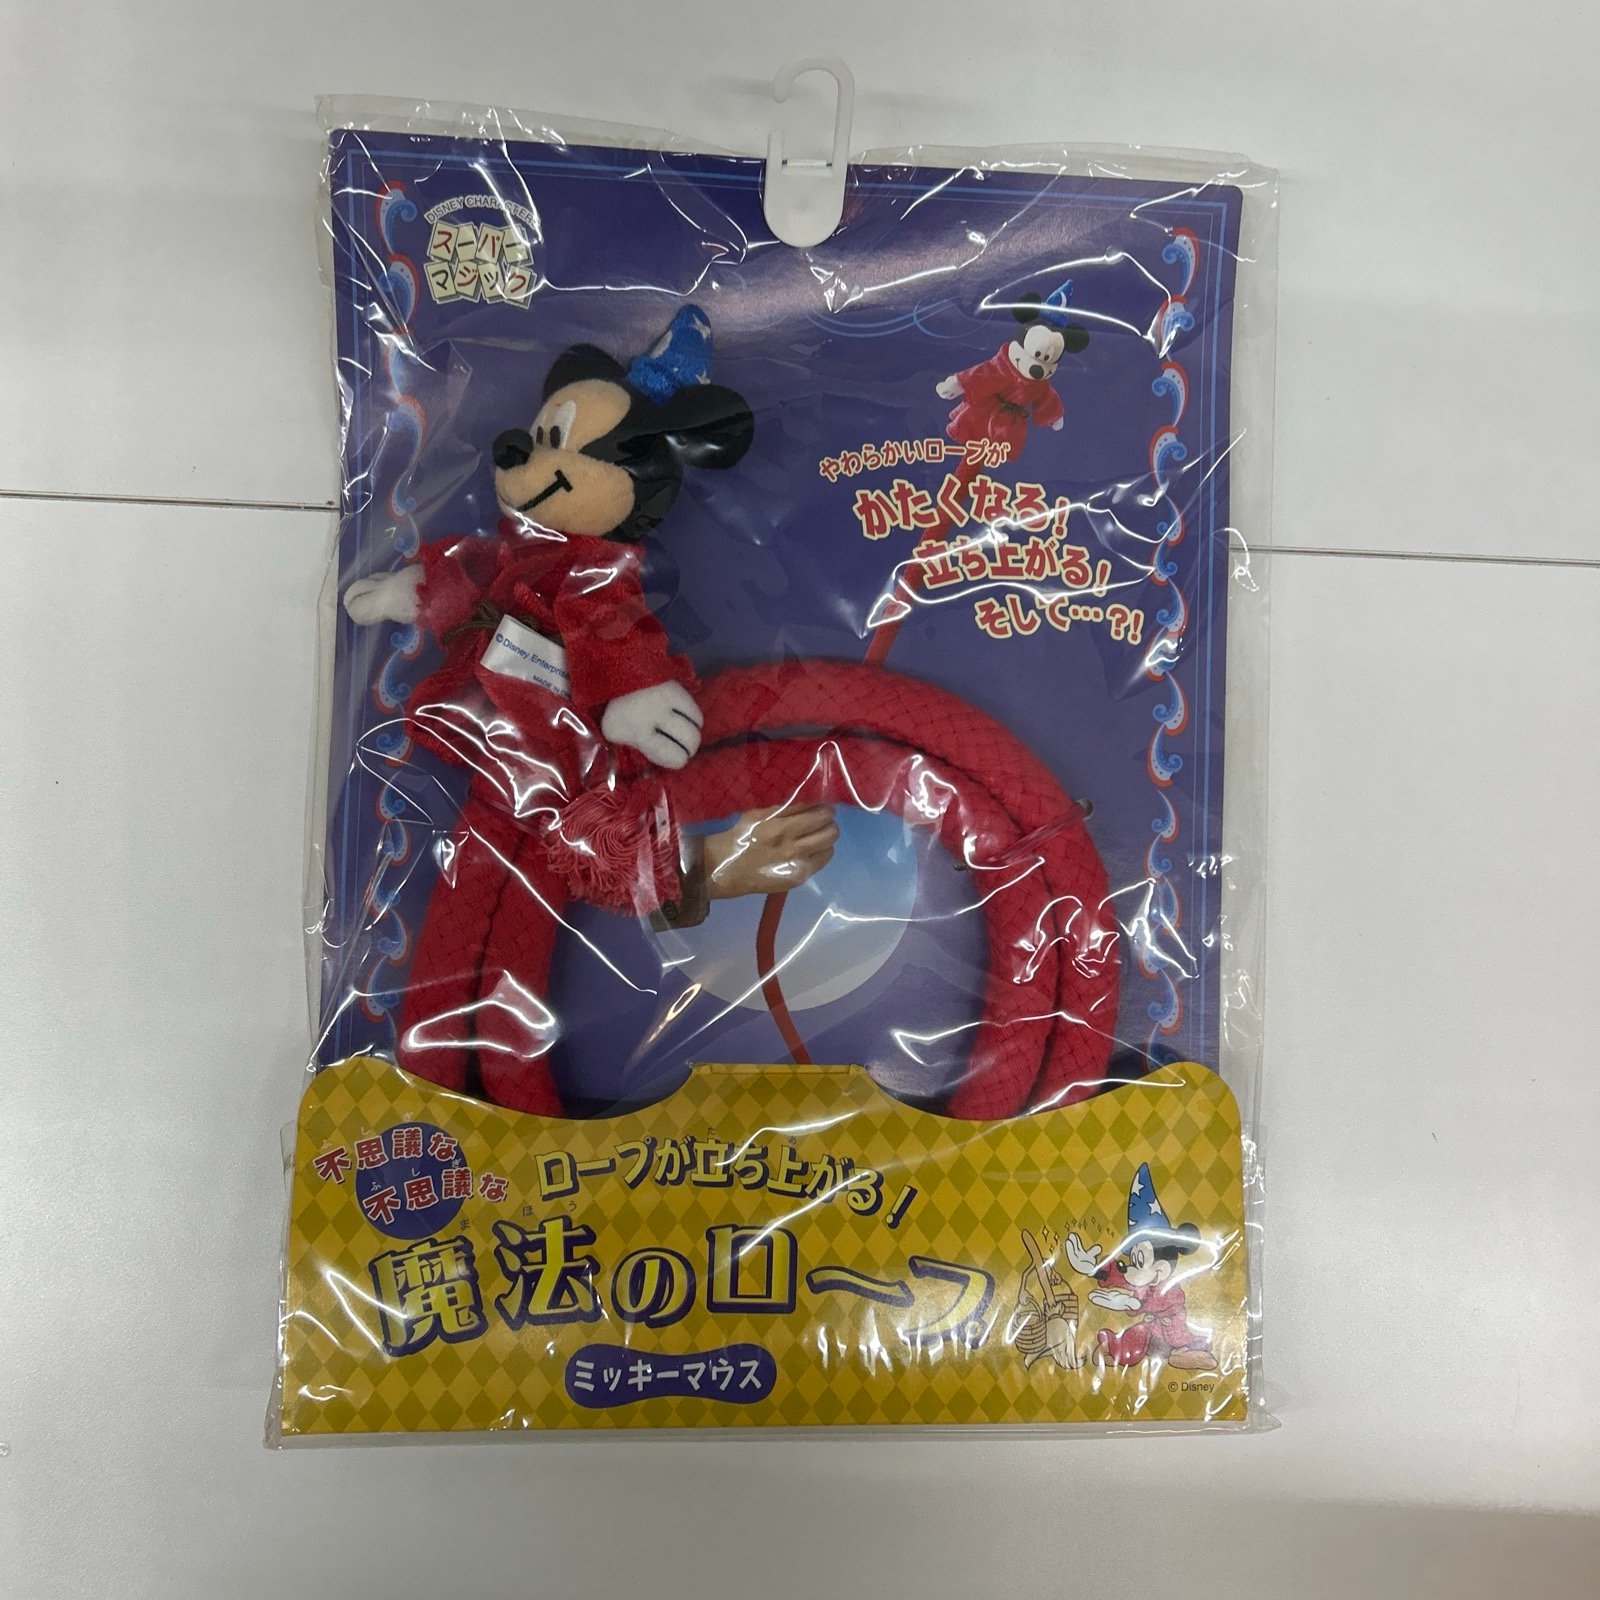 DISNEY CHARACTER
スーパー
マジック
やわらかいロープが
かたくなる!
立ち上がる!
そして…?!
©Disney Enterpris
MADE IN
不思議な
不思議な
ロープが立ち上がる!
魔法のロープ
ミッキーマウス
© Disney